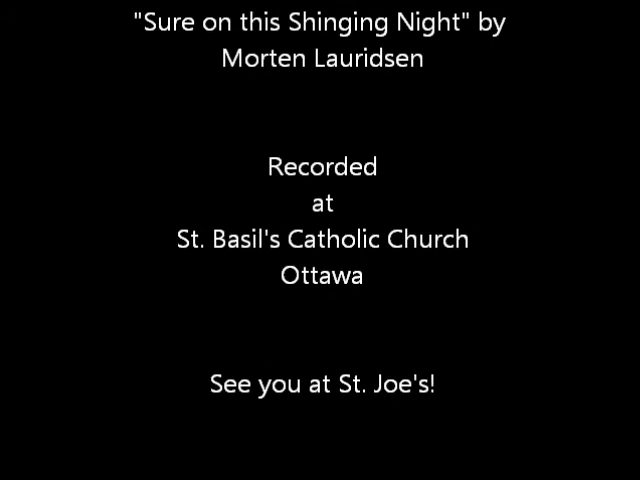 "Sure on this Shinging Night" by
Morten Lauridsen
Recorded
at
St. Basil's Catholic Church
Ottawa
See you at St. Joe's!